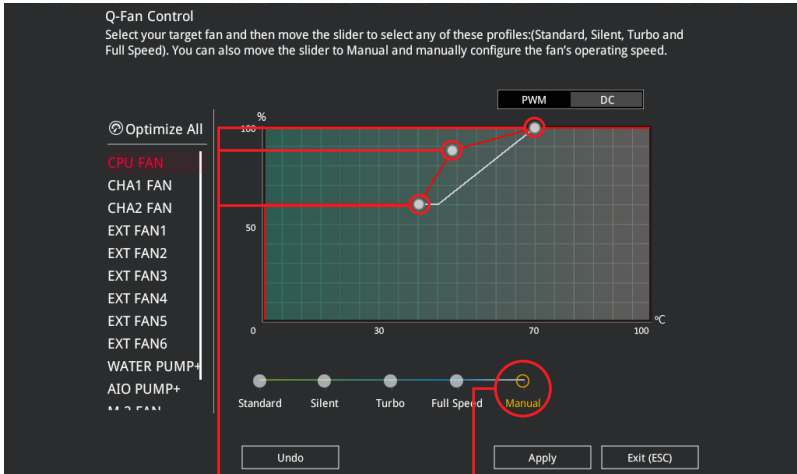 Q-Fan Control
Select your target fan and then move the slider to select any of these profiles:(Standard, Silent, Turbo and
Full Speed). You can also move the slider to Manual and manually configure the fan's operating speed.
PWM DC
Optimize All
CPU FAN
CHA1 FAN
CHA2 FAN
EXT FAN1
EXT FAN2
EXT FAN3
EXT FAN4
EXT FAN5
EXT FAN6
WATER PUMP+
AIO PUMP+
M.2 FAN
%
100
50
0 30 70 100
ºC
Standard Silent Turbo Full Speed Manual
Undo Apply Exit (ESC)